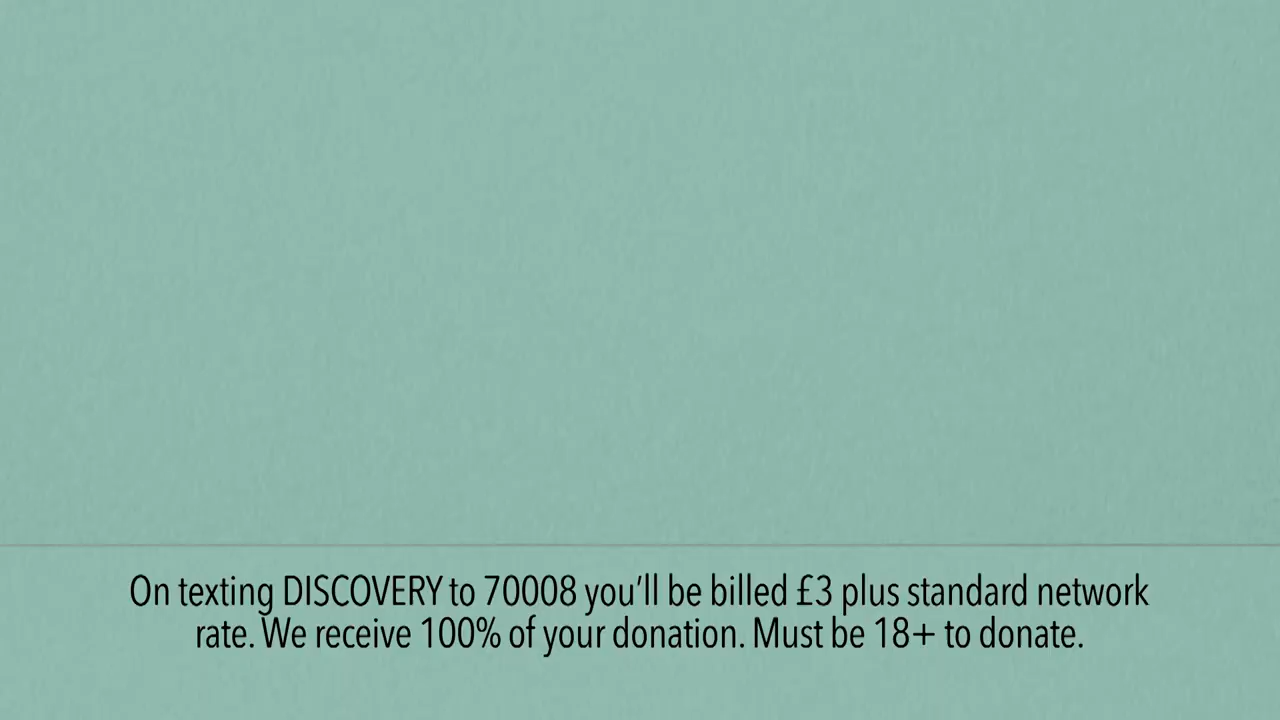 On texting DISCOVERY to 70008 you’ll be billed £3 plus standard network
rate. We receive 100% of your donation. Must be 18+ to donate.